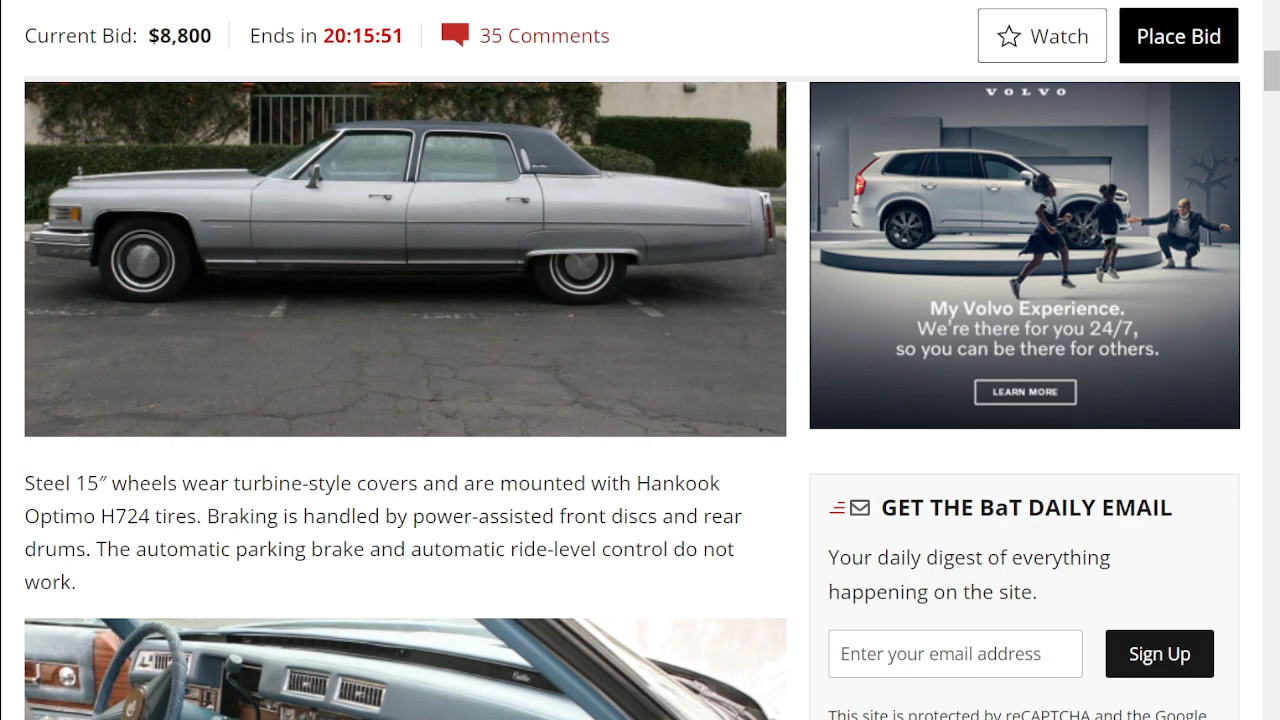 Current Bid: $8,800
Ends in 20:15:51
35 Comments
Watch
Place Bid
VOLVO
My Volvo Experience.
We're there for you 24/7,
so you can be there for others.
LEARN MORE
Steel 15″ wheels wear turbine-style covers and are mounted with Hankook
Optimo H724 tires. Braking is handled by power-assisted front discs and rear
drums. The automatic parking brake and automatic ride-level control do not
work.
GET THE BaT DAILY EMAIL
Your daily digest of everything
happening on the site.
Enter your email address
Sign Up
This site is protected by reCAPTCHA and the Google